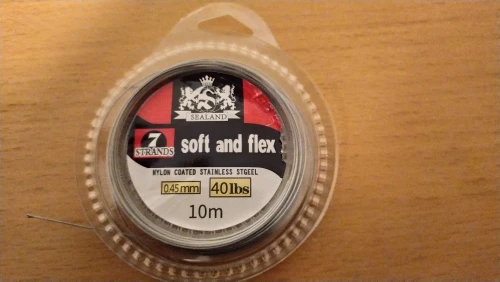 SEALAND
7
STRANDS
soft and flex
NYLON COATED STAINLESS STGEEL
0.45mm 40lbs
10m